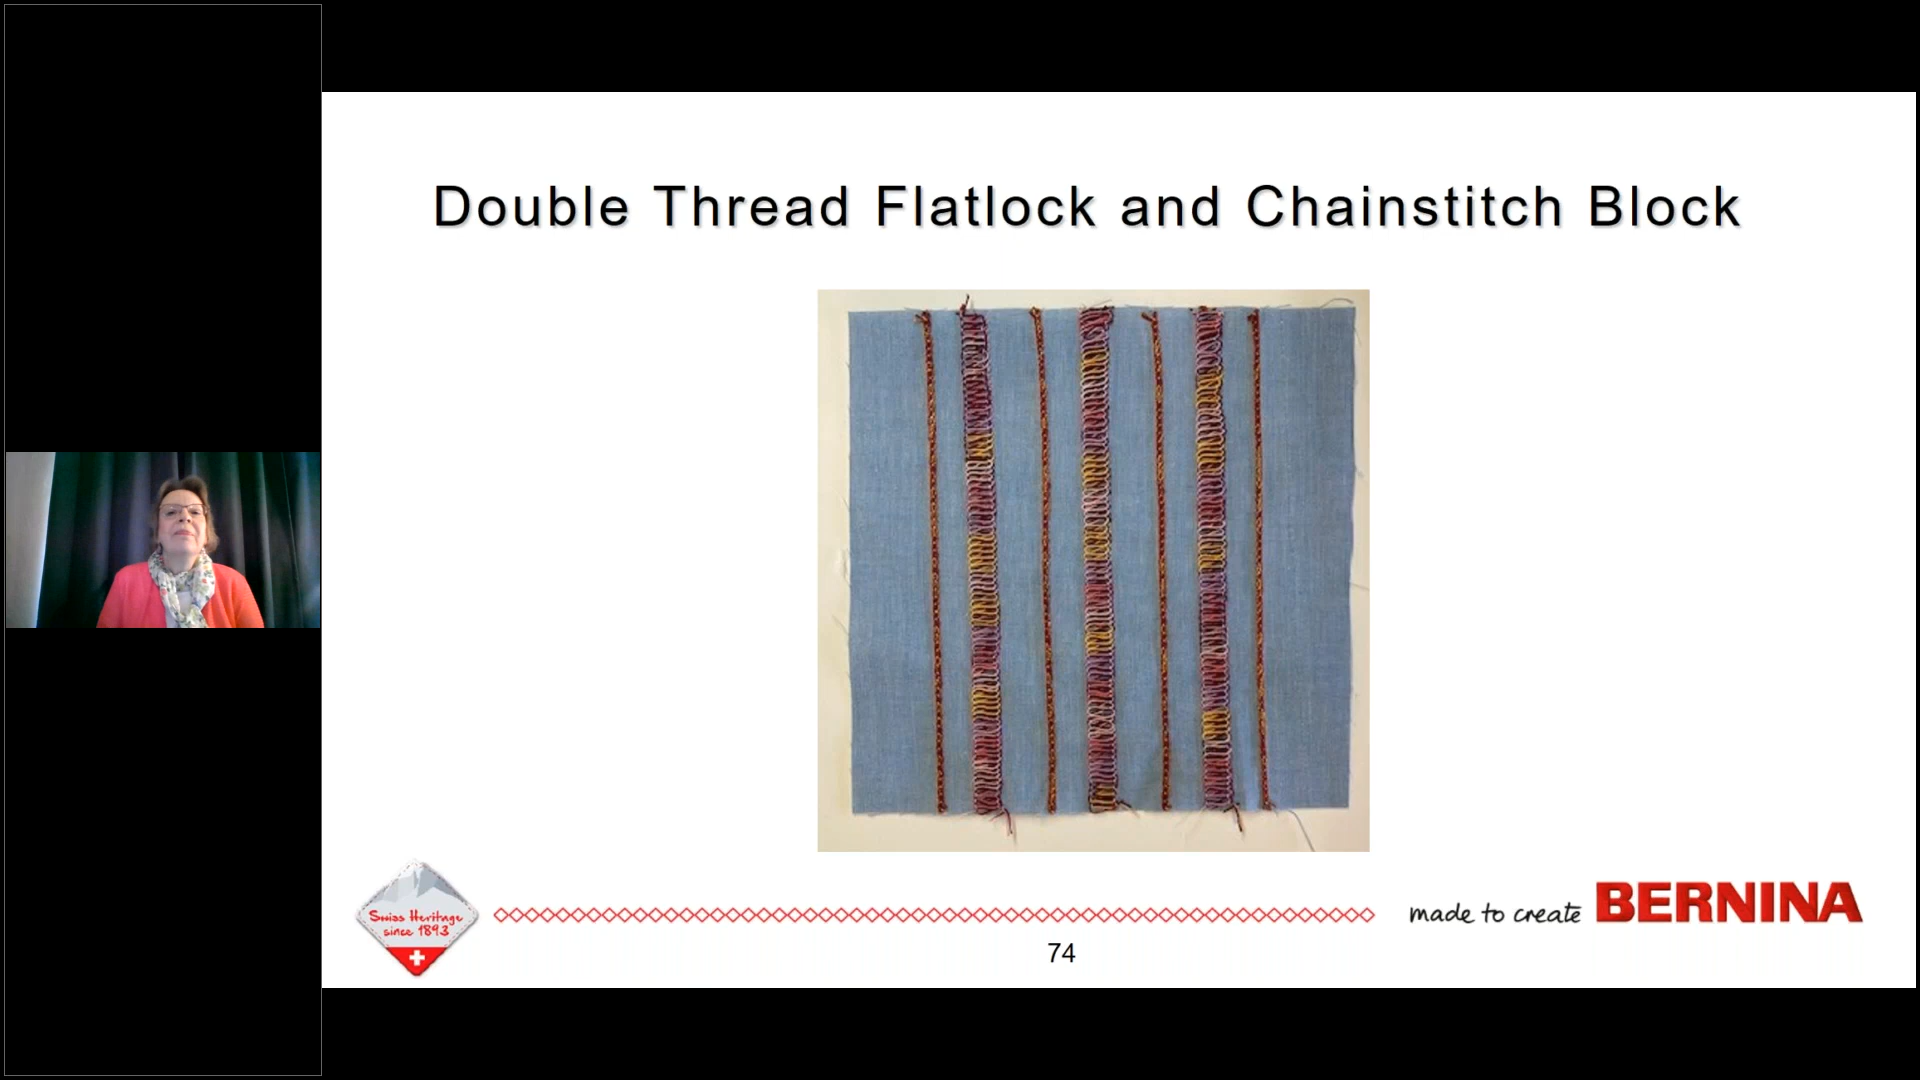 Double Thread Flatlock and Chainstitch Block
Swiss Heritage
since 1893
made to create BERNINA
74